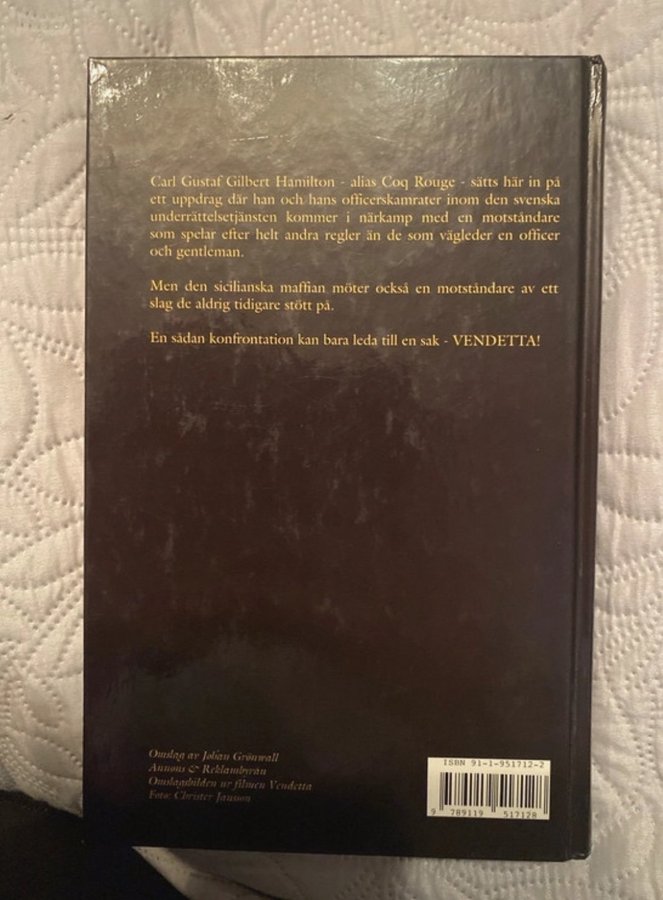 Carl Gustaf Gilbert Hamilton - alias Coq Rouge - sätts här in på
ett uppdrag där han och hans officerskamrater inom den svenska
underrättelsetjänsten kommer i närkamp med en motståndare
som spelar efter helt andra regler än de som vägleder en officer
och gentleman.
Men den sicilianska maffian möter också en motståndare av ett
slag de aldrig tidigare stött på.
En sådan konfrontation kan bara leda till en sak - VENDETTA!
Omslag av Johan Grönwall
Annons & Reklambyrån
Omslagsbilden ur filmen Vendetta
Foto: Christer Jansson
ISBN 91-1-951712-2
9 789119 517128